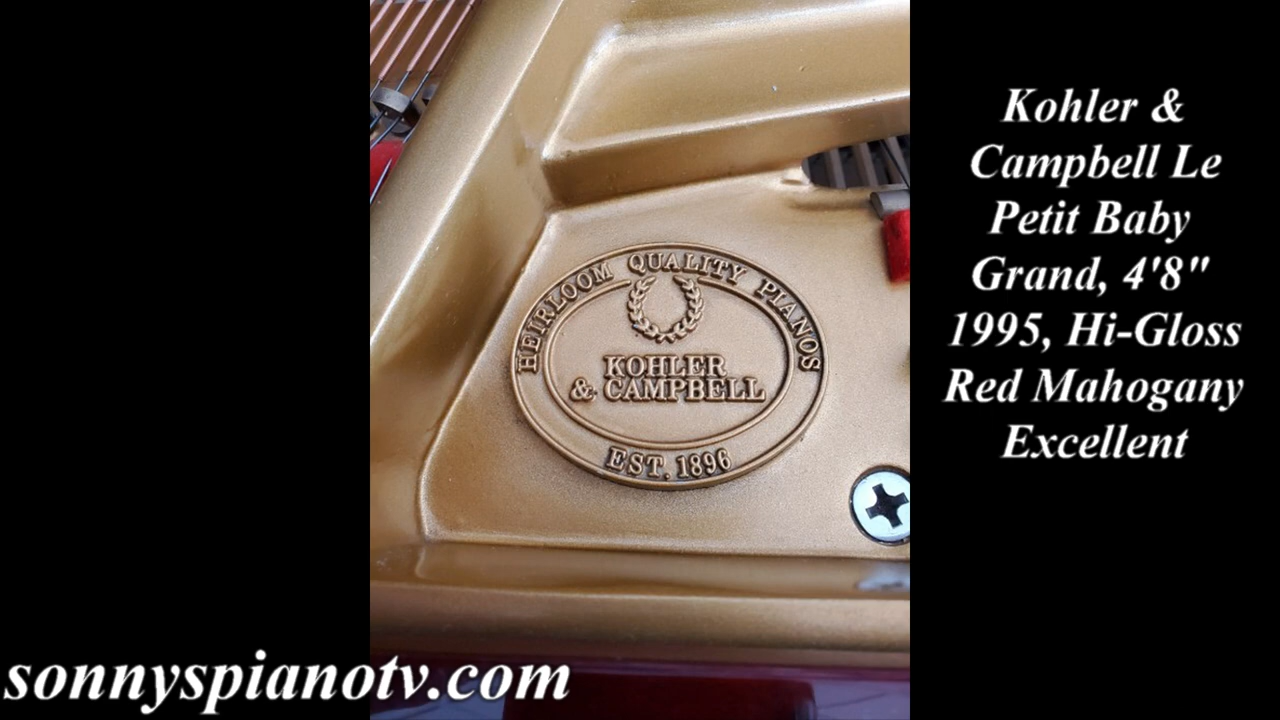 HEIRLOOM QUALITY PIANOS
KOHLER
& CAMPBELL
EST. 1896
Kohler &
Campbell Le
Petit Baby
Grand, 4'8"
1995, Hi-Gloss
Red Mahogany
Excellent
sonnyspianotv.com